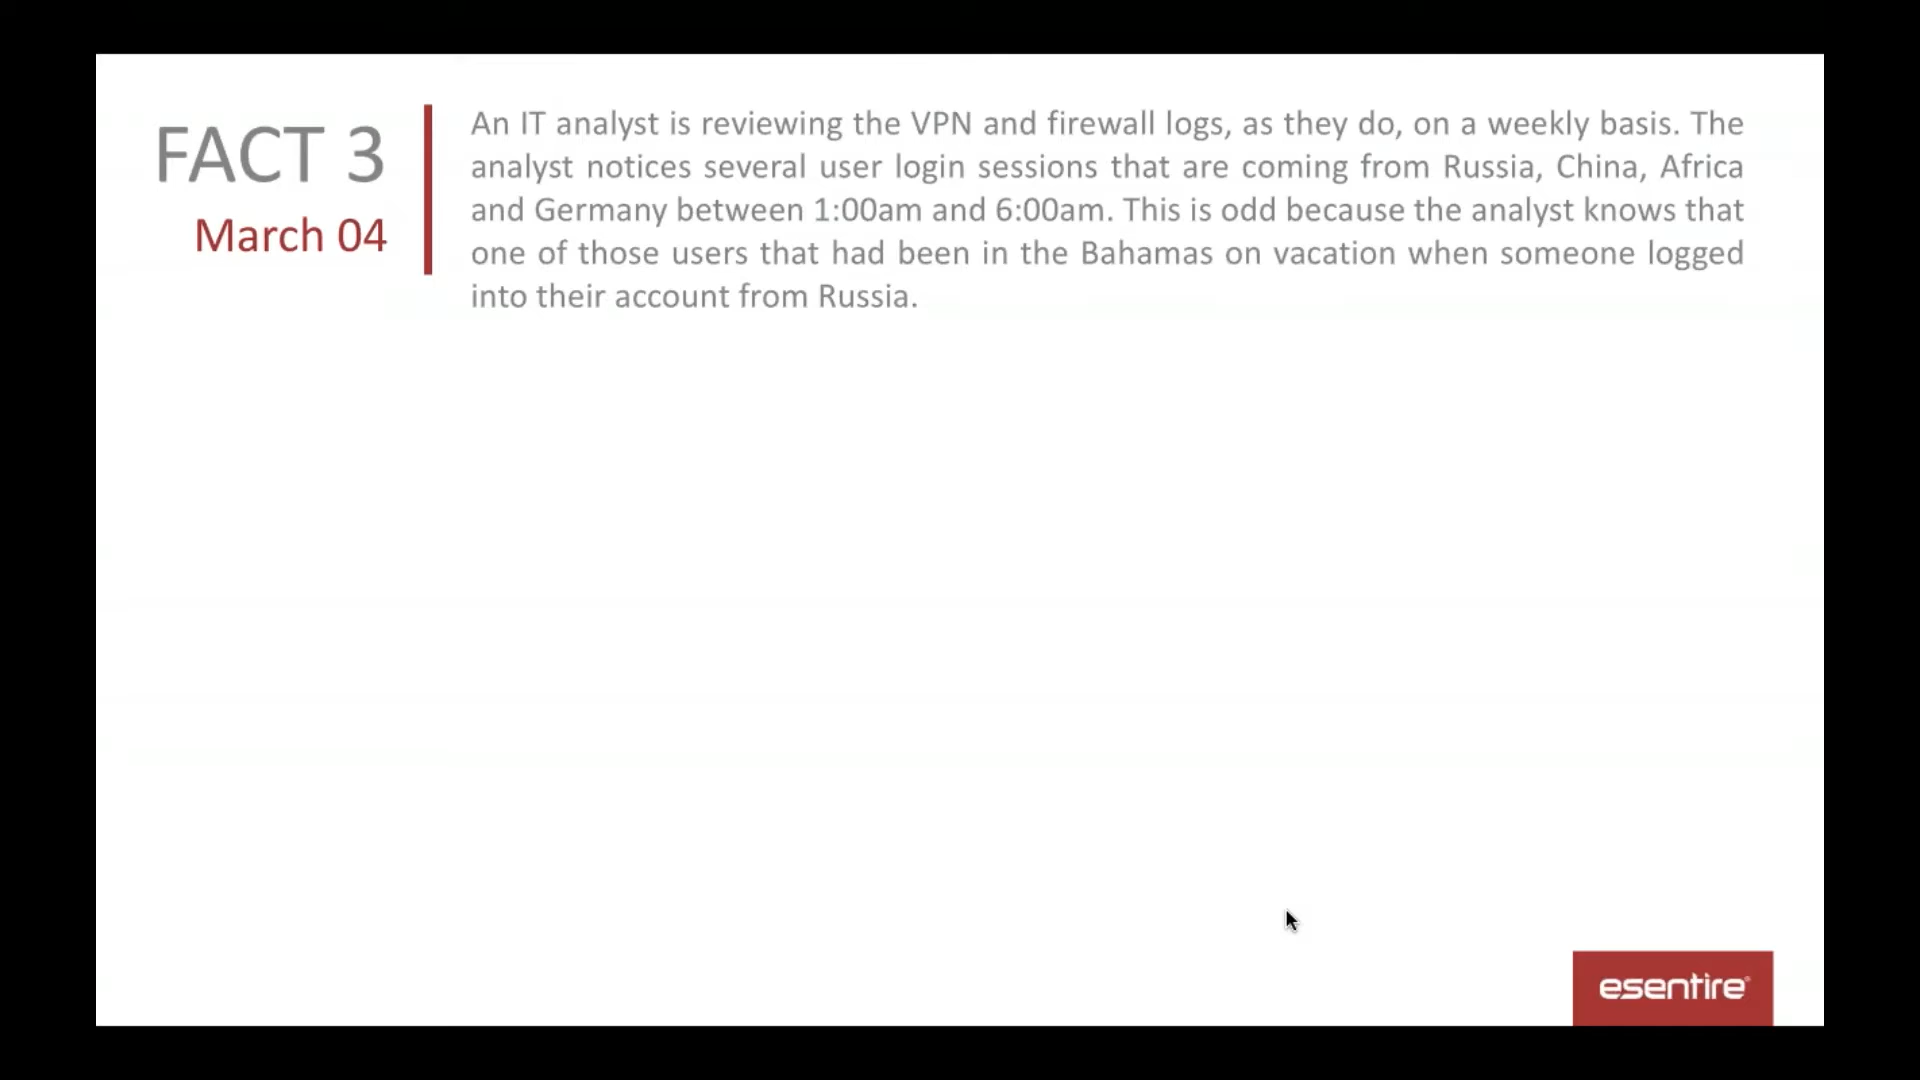 FACT 3
March 04
An IT analyst is reviewing the VPN and firewall logs, as they do, on a weekly basis. The
analyst notices several user login sessions that are coming from Russia, China, Africa
and Germany between 1:00am and 6:00am. This is odd because the analyst knows that
one of those users that had been in the Bahamas on vacation when someone logged
into their account from Russia.
esentire®